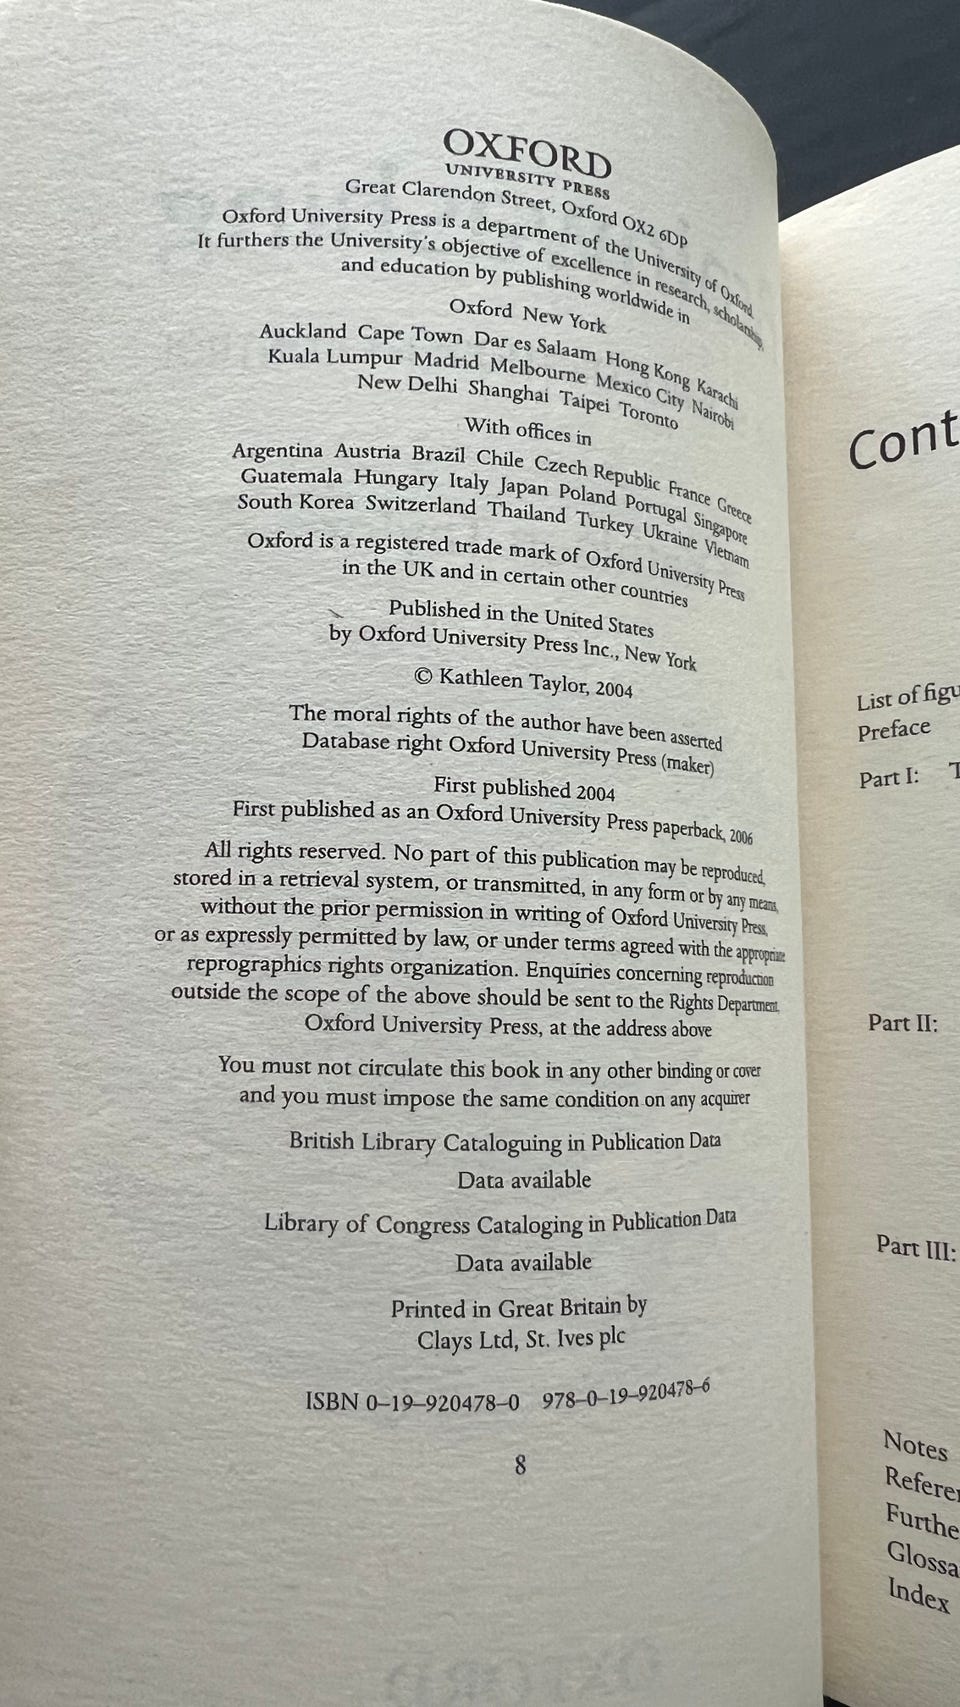 OXFORD
UNIVERSITY PRESS
Great Clarendon Street, Oxford OX2 6DP
Oxford University Press is a department of the University of Oxford.
It furthers the University's objective of excellence in research, scholarship,
and education by publishing worldwide in
Oxford New York
Auckland Cape Town Dar es Salaam Hong Kong Karachi
Kuala Lumpur Madrid Melbourne Mexico City Nairobi
New Delhi Shanghai Taipei Toronto
With offices in
Argentina Austria Brazil Chile Czech Republic France Greece
Guatemala Hungary Italy Japan Poland Portugal Singapore
South Korea Switzerland Thailand Turkey Ukraine Vietnam
Oxford is a registered trade mark of Oxford University Press
in the UK and in certain other countries
Published in the United States
by Oxford University Press Inc., New York
© Kathleen Taylor, 2004
The moral rights of the author have been asserted
Database right Oxford University Press (maker)
First published 2004
First published as an Oxford University Press paperback, 2006
All rights reserved. No part of this publication may be reproduced,
stored in a retrieval system, or transmitted, in any form or by any means,
without the prior permission in writing of Oxford University Press,
or as expressly permitted by law, or under terms agreed with the appropriate
reprographics rights organization. Enquiries concerning reproduction
outside the scope of the above should be sent to the Rights Department,
Oxford University Press, at the address above
You must not circulate this book in any other binding or cover
and you must impose the same condition on any acquirer
British Library Cataloguing in Publication Data
Data available
Library of Congress Cataloging in Publication Data
Data available
Printed in Great Britain by
Clays Ltd, St. Ives plc
ISBN 0–19–920478–0 978–0–19–920478–6
8
Cont
List of figu
Preface
Part I: T
Part II:
Part III:
Notes
Refere
Furthe
Glossa
Index